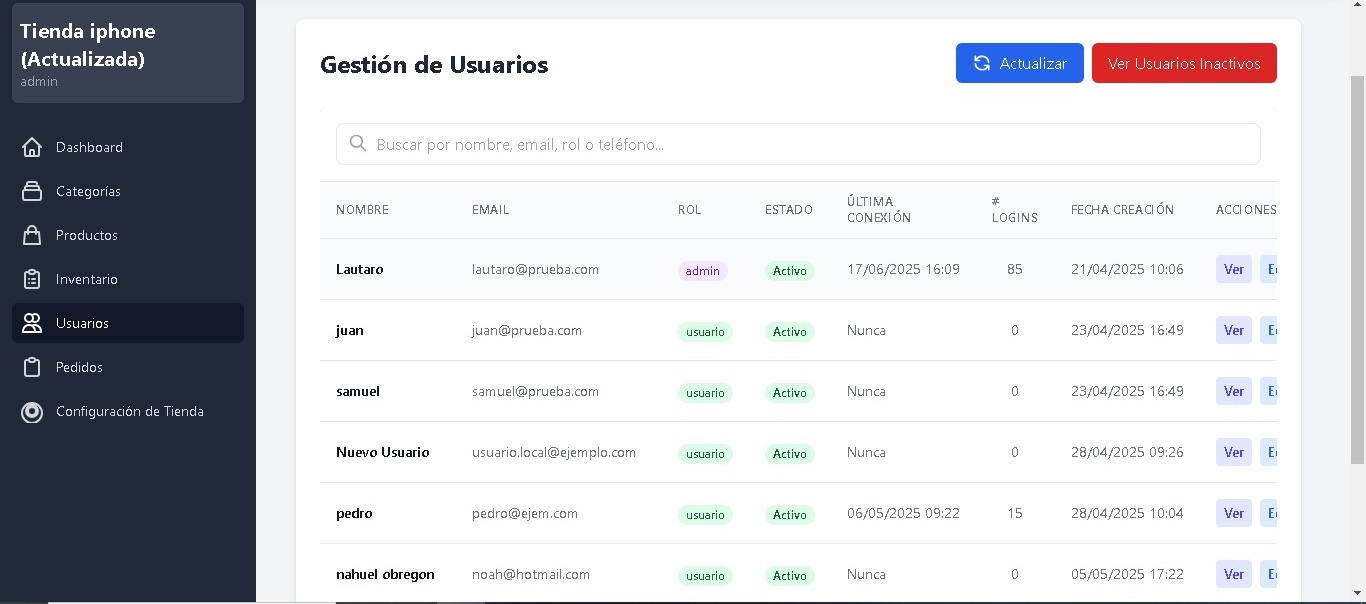 Tienda iphone
(Actualizada)
admin
Dashboard
Categorías
Productos
Inventario
Usuarios
Pedidos
Configuración de Tienda
Gestión de Usuarios
Actualizar
Ver Usuarios Inactivos
Buscar por nombre, email, rol o teléfono...
NOMBRE EMAIL ROL ESTADO ÚLTIMA CONEXIÓN # LOGINS FECHA CREACIÓN ACCIONES
Lautaro lautaro@prueba.com admin Activo 17/06/2025 16:09 85 21/04/2025 10:06 Ver
juan juan@prueba.com usuario Activo Nunca 0 23/04/2025 16:49 Ver
samuel samuel@prueba.com usuario Activo Nunca 0 23/04/2025 16:49 Ver
Nuevo Usuario usuario.local@ejemplo.com usuario Activo Nunca 0 28/04/2025 09:26 Ver
pedro pedro@ejem.com usuario Activo 06/05/2025 09:22 15 28/04/2025 10:04 Ver
nahuel obregon noah@hotmail.com usuario Activo Nunca 0 05/05/2025 17:22 Ver